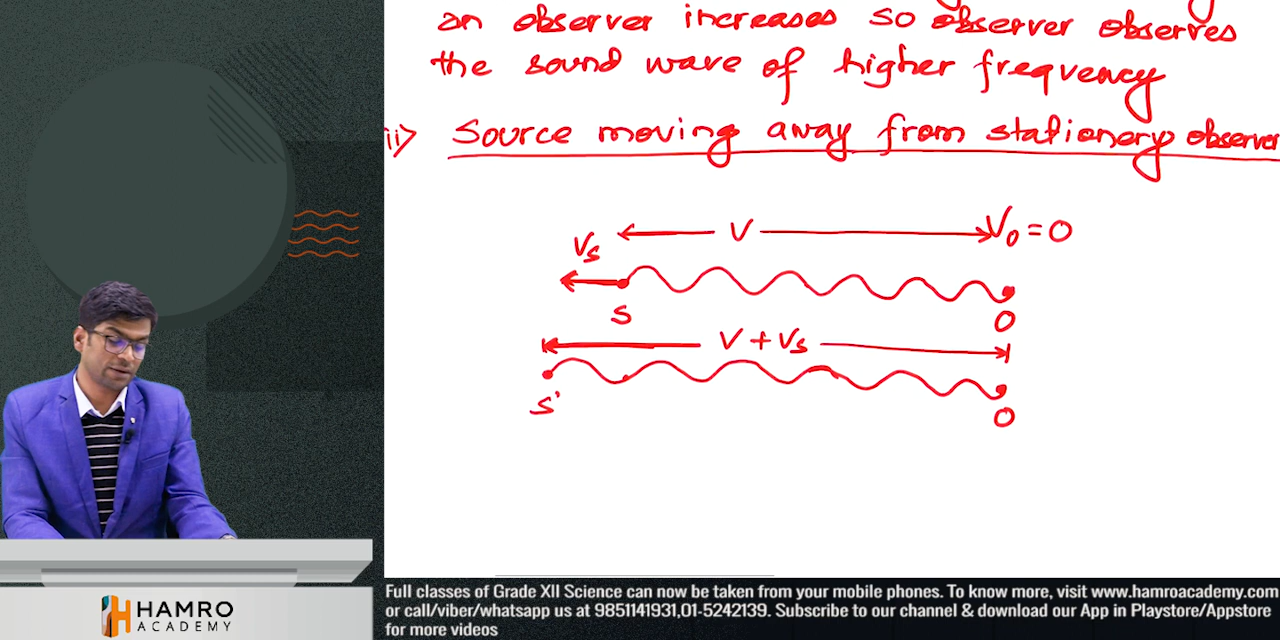 an observer increases so observer observes
the sound wave of higher frequency
ii> Source moving away from stationery observer
V
V₀ = 0
Vs
S
O
V + Vs
S'
O
HAMRO
ACADEMY
Full classes of Grade XII Science can now be taken from your mobile phones. To know more, visit www.hamroacademy.com
or call/viber/whatsapp us at 9851141931,01-5242139. Subscribe to our channel & download our App in Playstore/Appstore
for more videos